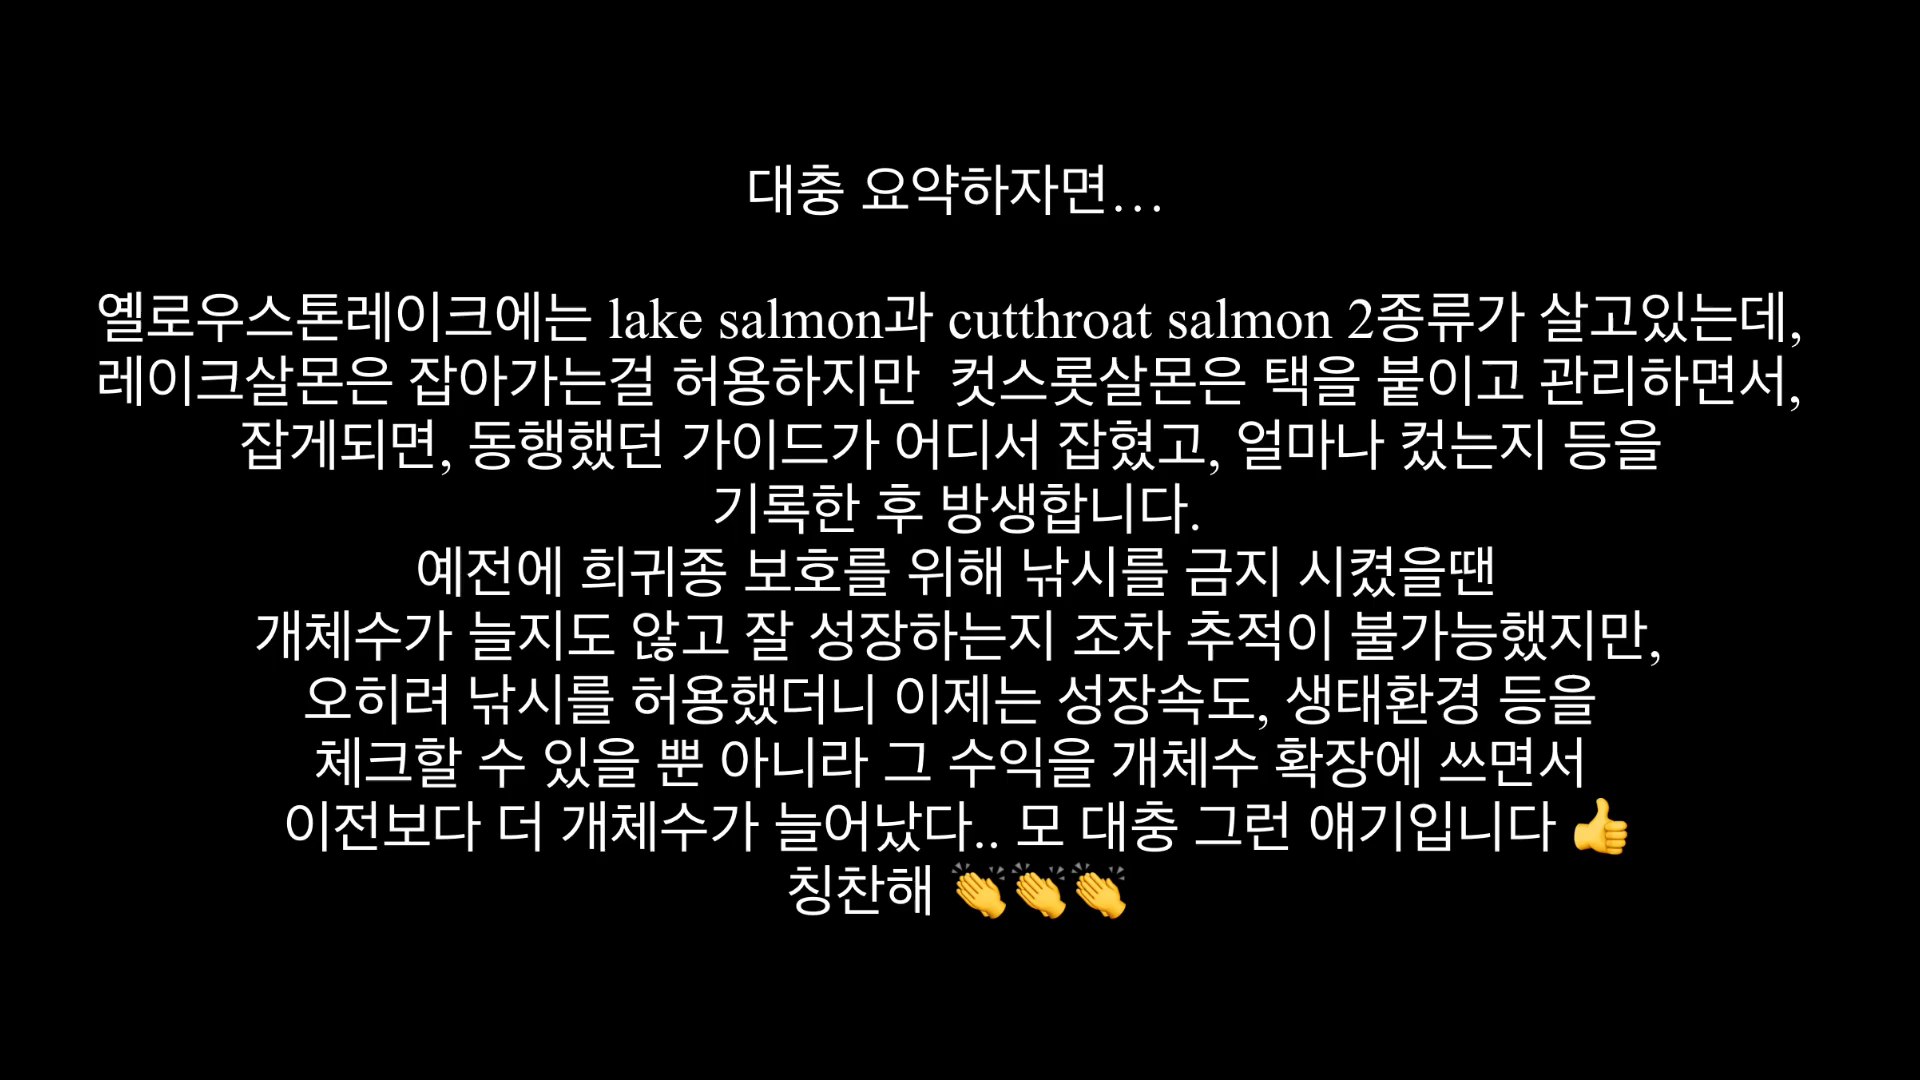 대충 요약하자면...
옐로우스톤레이크에는 lake salmon과 cutthroat salmon 2종류가 살고있는데,
레이크살몬은 잡아가는걸 허용하지만  컷스롯살몬은 택을 붙이고 관리하면서,
잡게되면, 동행했던 가이드가 어디서 잡혔고, 얼마나 컸는지 등을
기록한 후 방생합니다.
예전에 희귀종 보호를 위해 낚시를 금지 시켰을땐
개체수가 늘지도 않고 잘 성장하는지 조차 추적이 불가능했지만,
오히려 낚시를 허용했더니 이제는 성장속도, 생태환경 등을
체크할 수 있을 뿐 아니라 그 수익을 개체수 확장에 쓰면서
이전보다 더 개체수가 늘어났다.. 모 대충 그런 얘기입니다 👍
칭찬해 👏👏👏